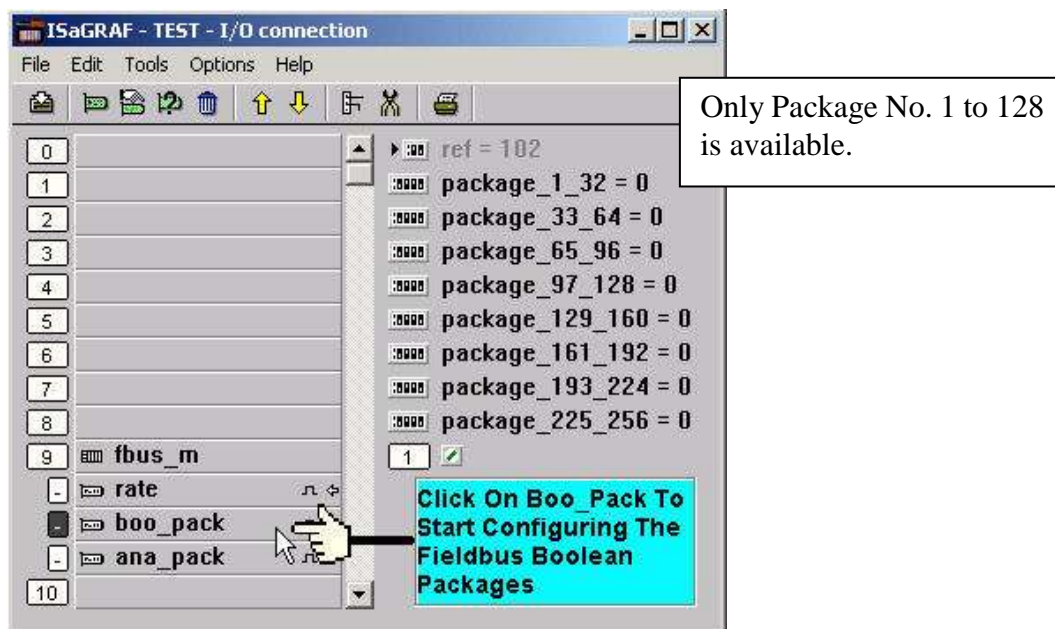 ISaGRAF - TEST - I/O connection
File Edit Tools Options Help
Only Package No. 1 to 128
is available.
0
1
2
3
4
5
6
7
8
9 fbus_m
- rate
- boo_pack
- ana_pack
10
ref = 102
package_1_32 = 0
package_33_64 = 0
package_65_96 = 0
package_97_128 = 0
package_129_160 = 0
package_161_192 = 0
package_193_224 = 0
package_225_256 = 0
1
Click On Boo_Pack To
Start Configuring The
Fieldbus Boolean
Packages